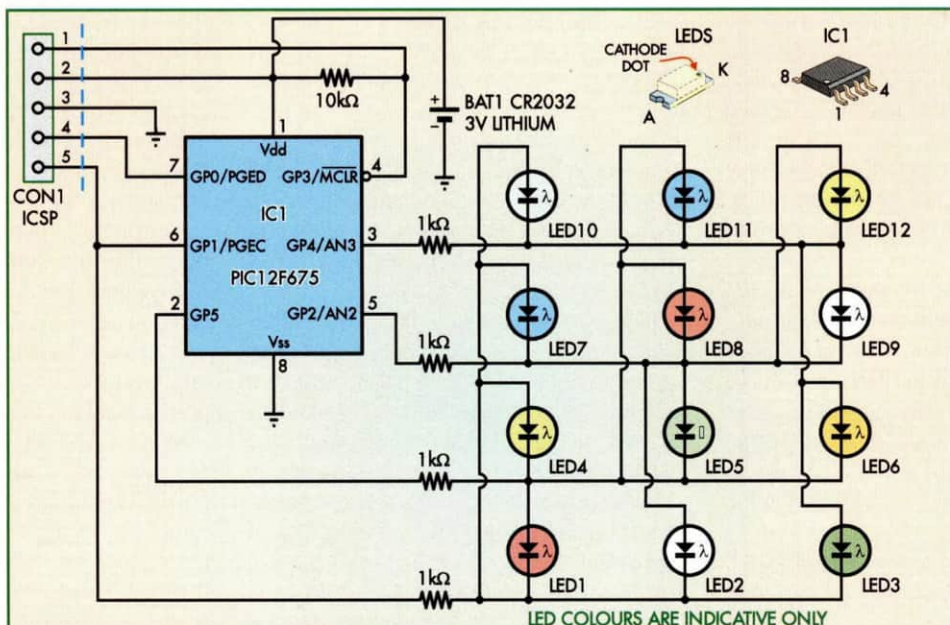 1
2
3
4
5
CON1
ICSP
10kΩ
BAT1 CR2032
3V LITHIUM
+
−
LEDS
CATHODE
DOT
K
A
IC1
8
4
1
1
Vdd
7
GP0/PGED
GP3/MCLR
4
IC1
6
GP1/PGEC
GP4/AN3
3
PIC12F675
2
GP5
GP2/AN2
5
Vss
8
1kΩ
1kΩ
1kΩ
1kΩ
λ
LED10
λ
LED11
λ
LED12
λ
LED7
λ
LED8
λ
LED9
λ
LED4
▯
LED5
λ
LED6
λ
LED1
λ
LED2
λ
LED3
LED COLOURS ARE INDICATIVE ONLY